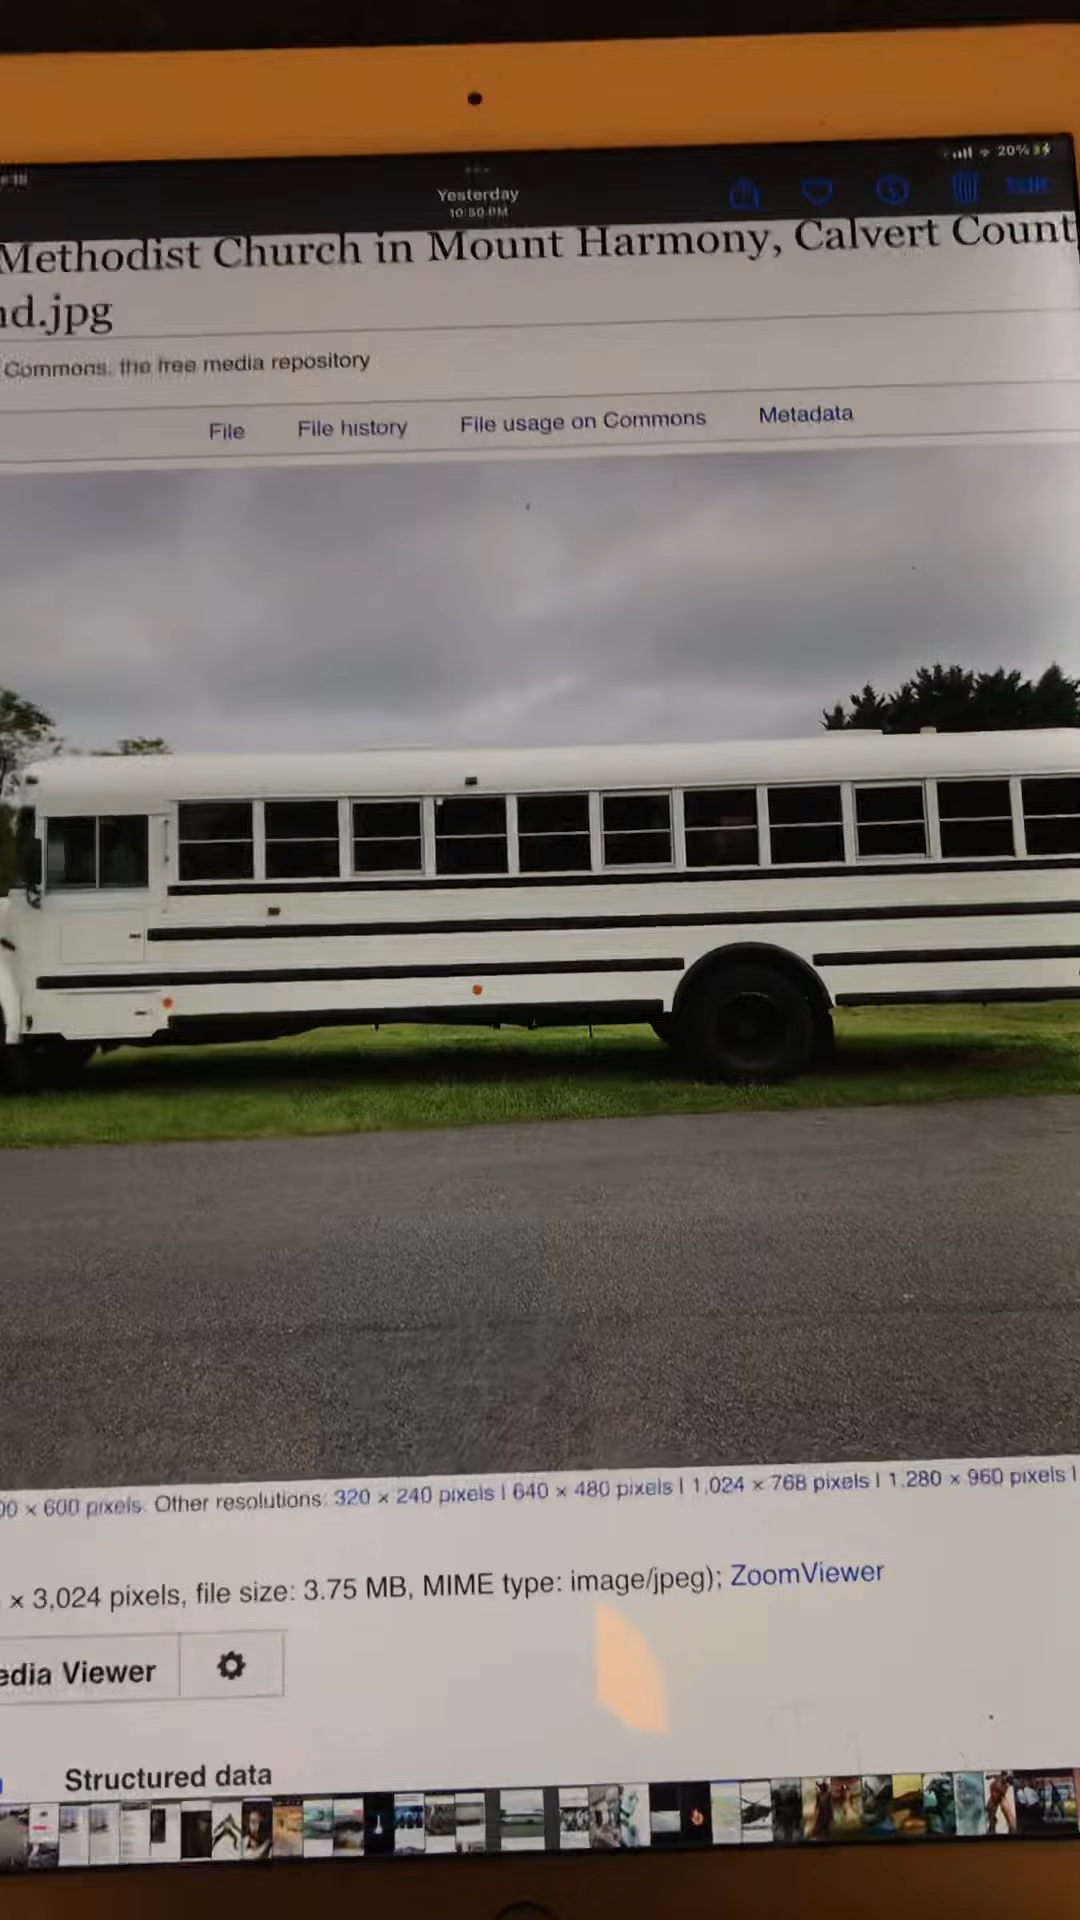 20%
Yesterday
10:50 PM
Edit
Methodist Church in Mount Harmony, Calvert Count
nd.jpg
Commons, the free media repository
File File history File usage on Commons Metadata
00 × 600 pixels. Other resolutions: 320 × 240 pixels | 640 × 480 pixels | 1,024 × 768 pixels | 1,280 × 960 pixels |
× 3,024 pixels, file size: 3.75 MB, MIME type: image/jpeg); ZoomViewer
edia Viewer
Structured data